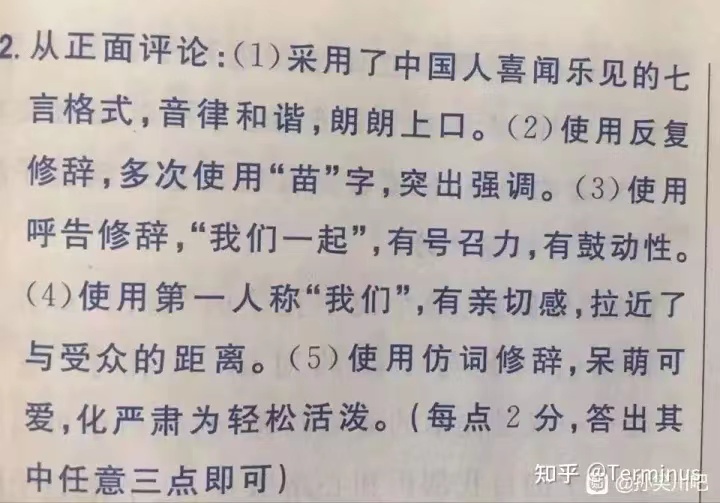 2. 从正面评论:(1)采用了中国人喜闻乐见的七
言格式,音律和谐,朗朗上口。(2)使用反复
修辞,多次使用“苗”字,突出强调。(3)使用
呼告修辞,“我们一起”,有号召力,有鼓动性。
(4)使用第一人称“我们”,有亲切感,拉近了
与受众的距离。(5)使用仿词修辞,呆萌可
爱,化严肃为轻松活泼。(每点2分,答出其
中任意三点即可)
知乎 @Terminus